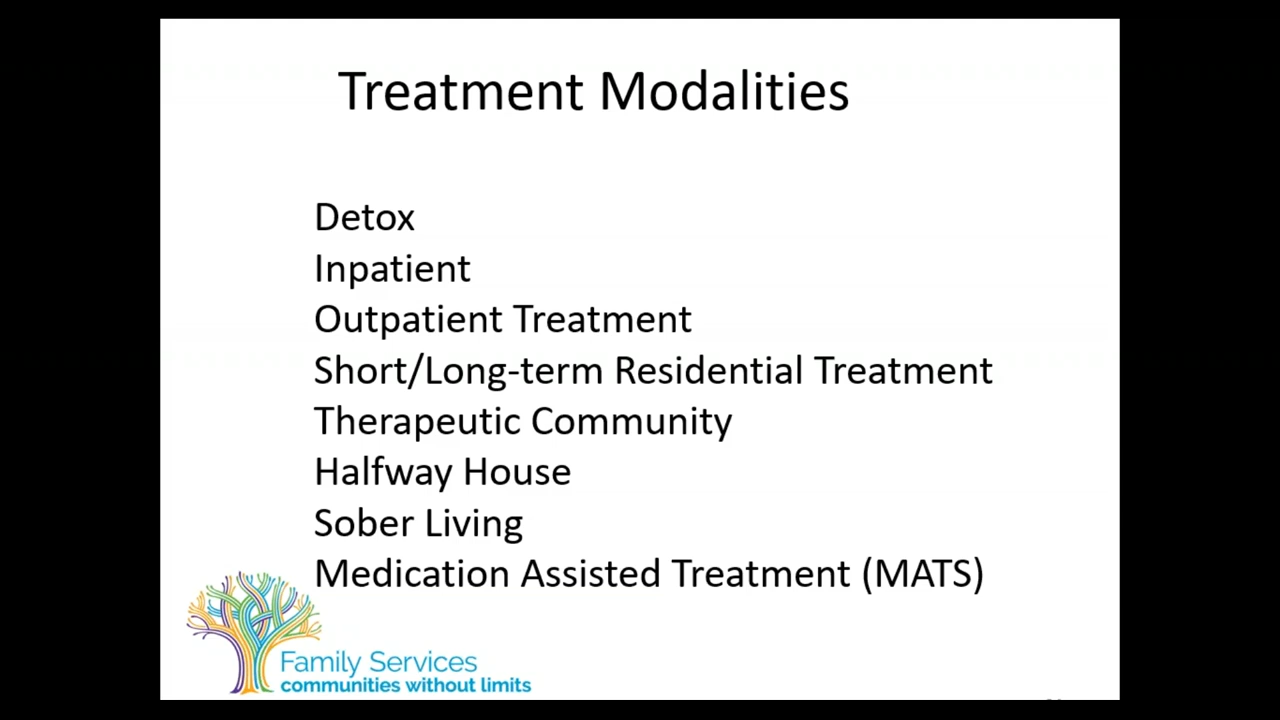 Treatment Modalities
Detox
Inpatient
Outpatient Treatment
Short/Long-term Residential Treatment
Therapeutic Community
Halfway House
Sober Living
Medication Assisted Treatment (MATS)
Family Services
communities without limits